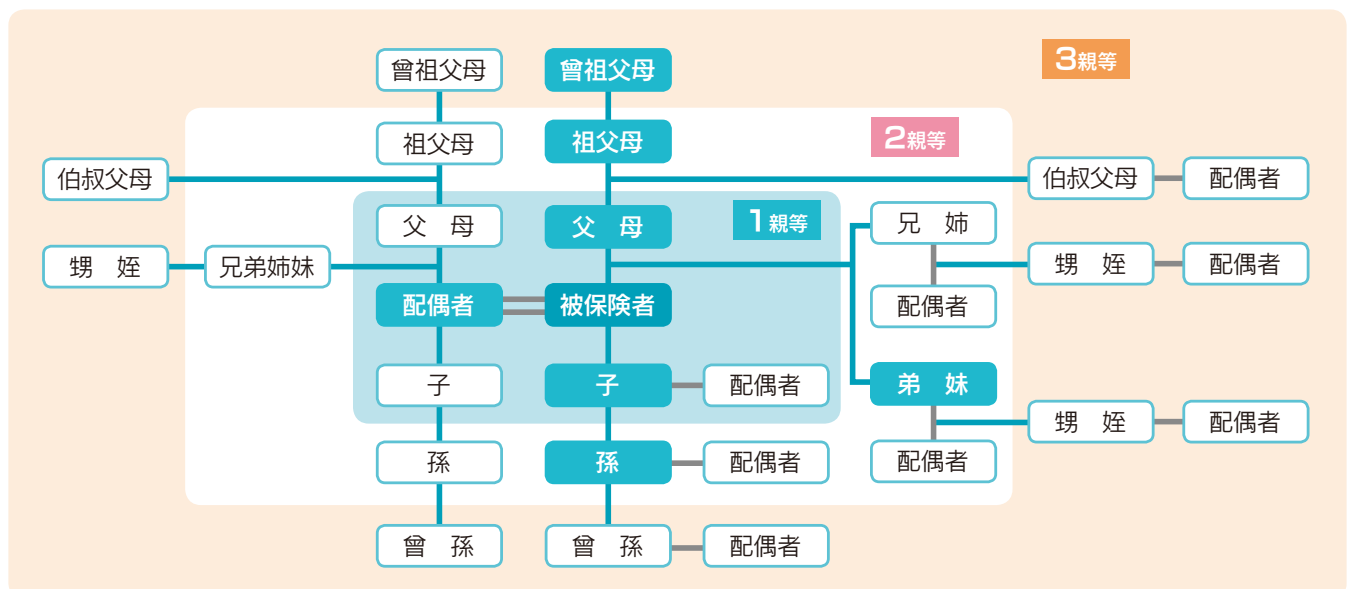 曾祖父母 曾祖父母 3親等
祖父母 祖父母 2親等
伯叔父母 伯叔父母 配偶者
父 母 父 母 1親等 兄 姉
甥 姪 兄弟姉妹 甥 姪 配偶者
配偶者 被保険者 配偶者
子 子 配偶者 弟 妹
甥 姪 配偶者
孫 孫 配偶者 配偶者
曾 孫 曾 孫 配偶者